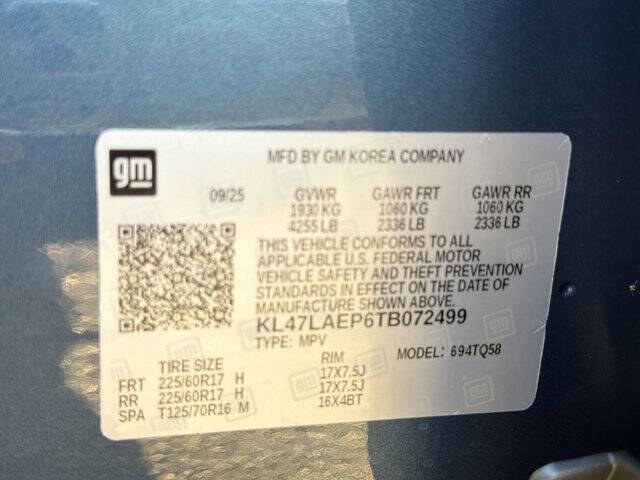 gm
MFD BY GM KOREA COMPANY
09/25 GVWR GAWR FRT GAWR RR
1930 KG 1060 KG 1060 KG
4255 LB 2336 LB 2336 LB
THIS VEHICLE CONFORMS TO ALL
APPLICABLE U.S. FEDERAL MOTOR
VEHICLE SAFETY AND THEFT PREVENTION
STANDARDS IN EFFECT ON THE DATE OF
MANUFACTURE SHOWN ABOVE.
KL47LAEP6TB072499
TYPE: MPV MODEL: 694TQ58
TIRE SIZE RIM
FRT 225/60R17 H 17X7.5J
RR 225/60R17 H 17X7.5J
SPA T125/70R16 M 16X4BT